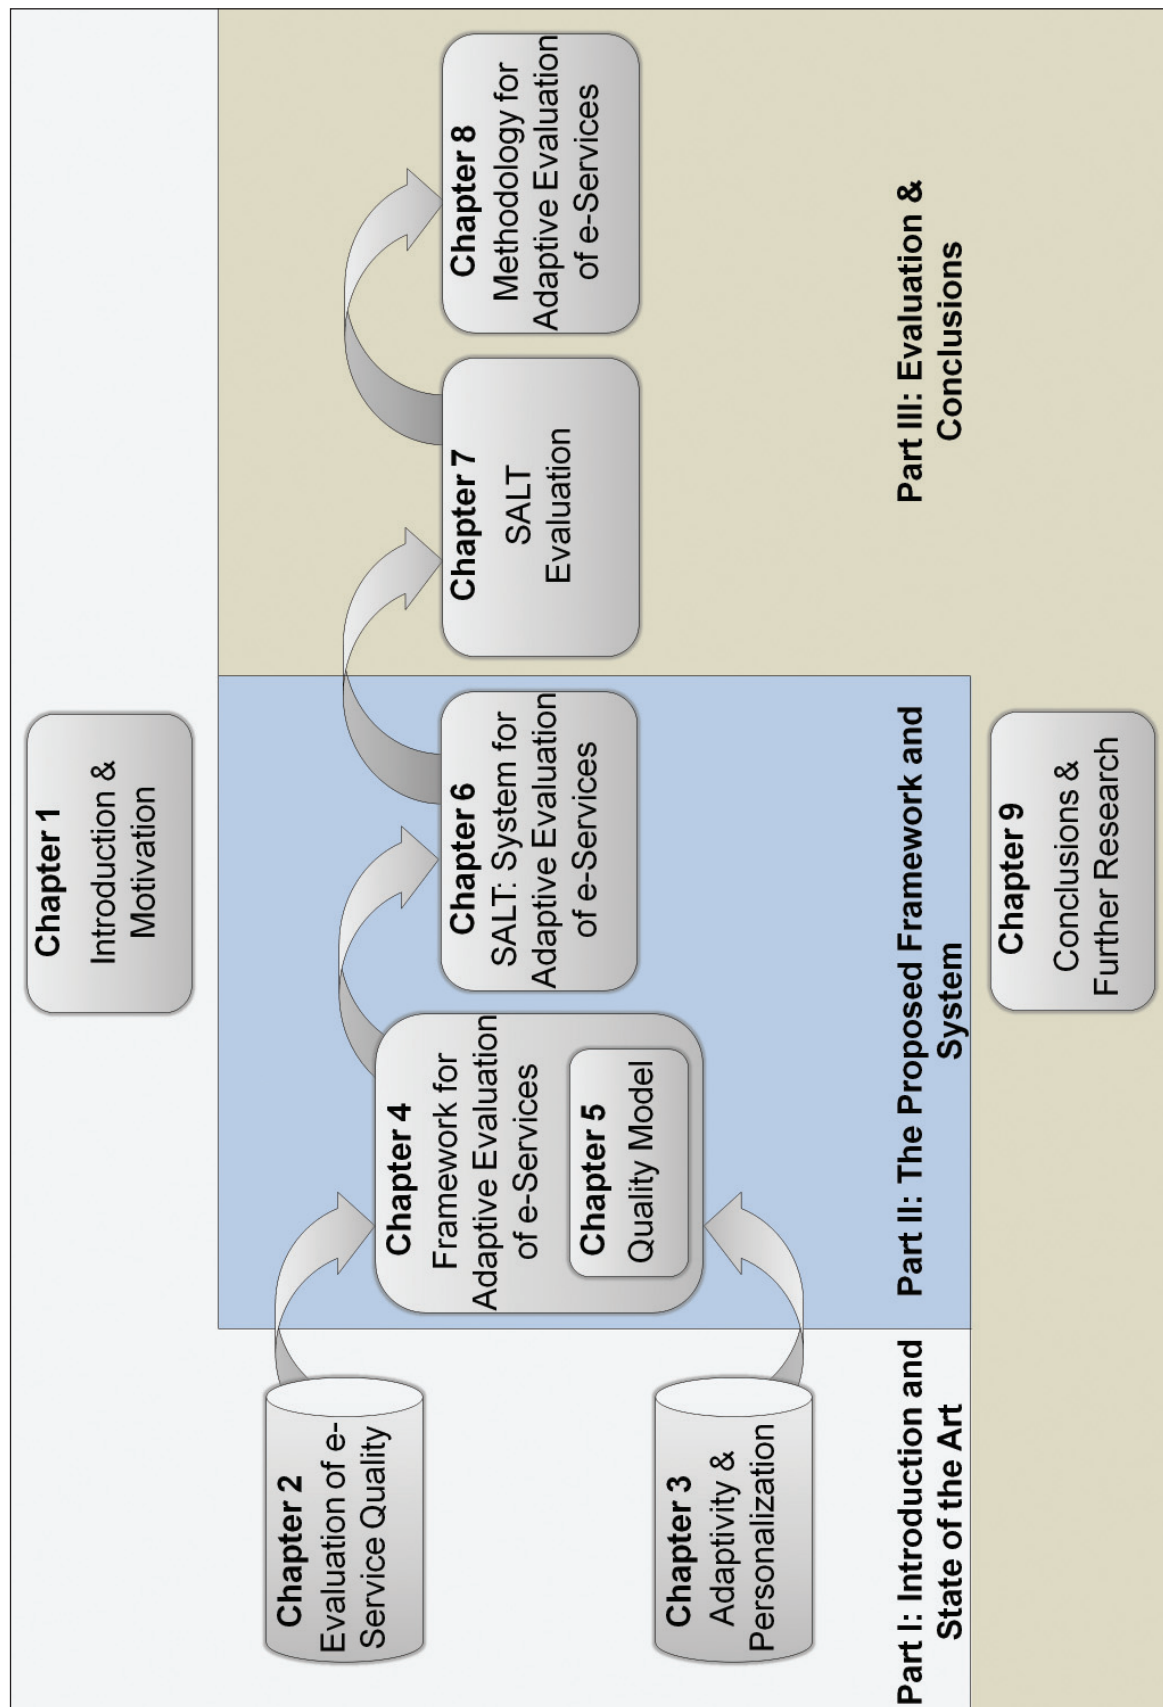 Chapter 1
Introduction &
Motivation
Chapter 2
Evaluation of e-
Service Quality
Chapter 3
Adaptivity &
Personalization
Part I: Introduction and
State of the Art
Chapter 4
Framework for
Adaptive Evaluation
of e-Services
Chapter 5
Quality Model
Chapter 6
SALT: System for
Adaptive Evaluation
of e-Services
Part II: The Proposed Framework and
System
Chapter 7
SALT
Evaluation
Chapter 8
Methodology for
Adaptive Evaluation
of e-Services
Part III: Evaluation &
Conclusions
Chapter 9
Conclusions &
Further Research